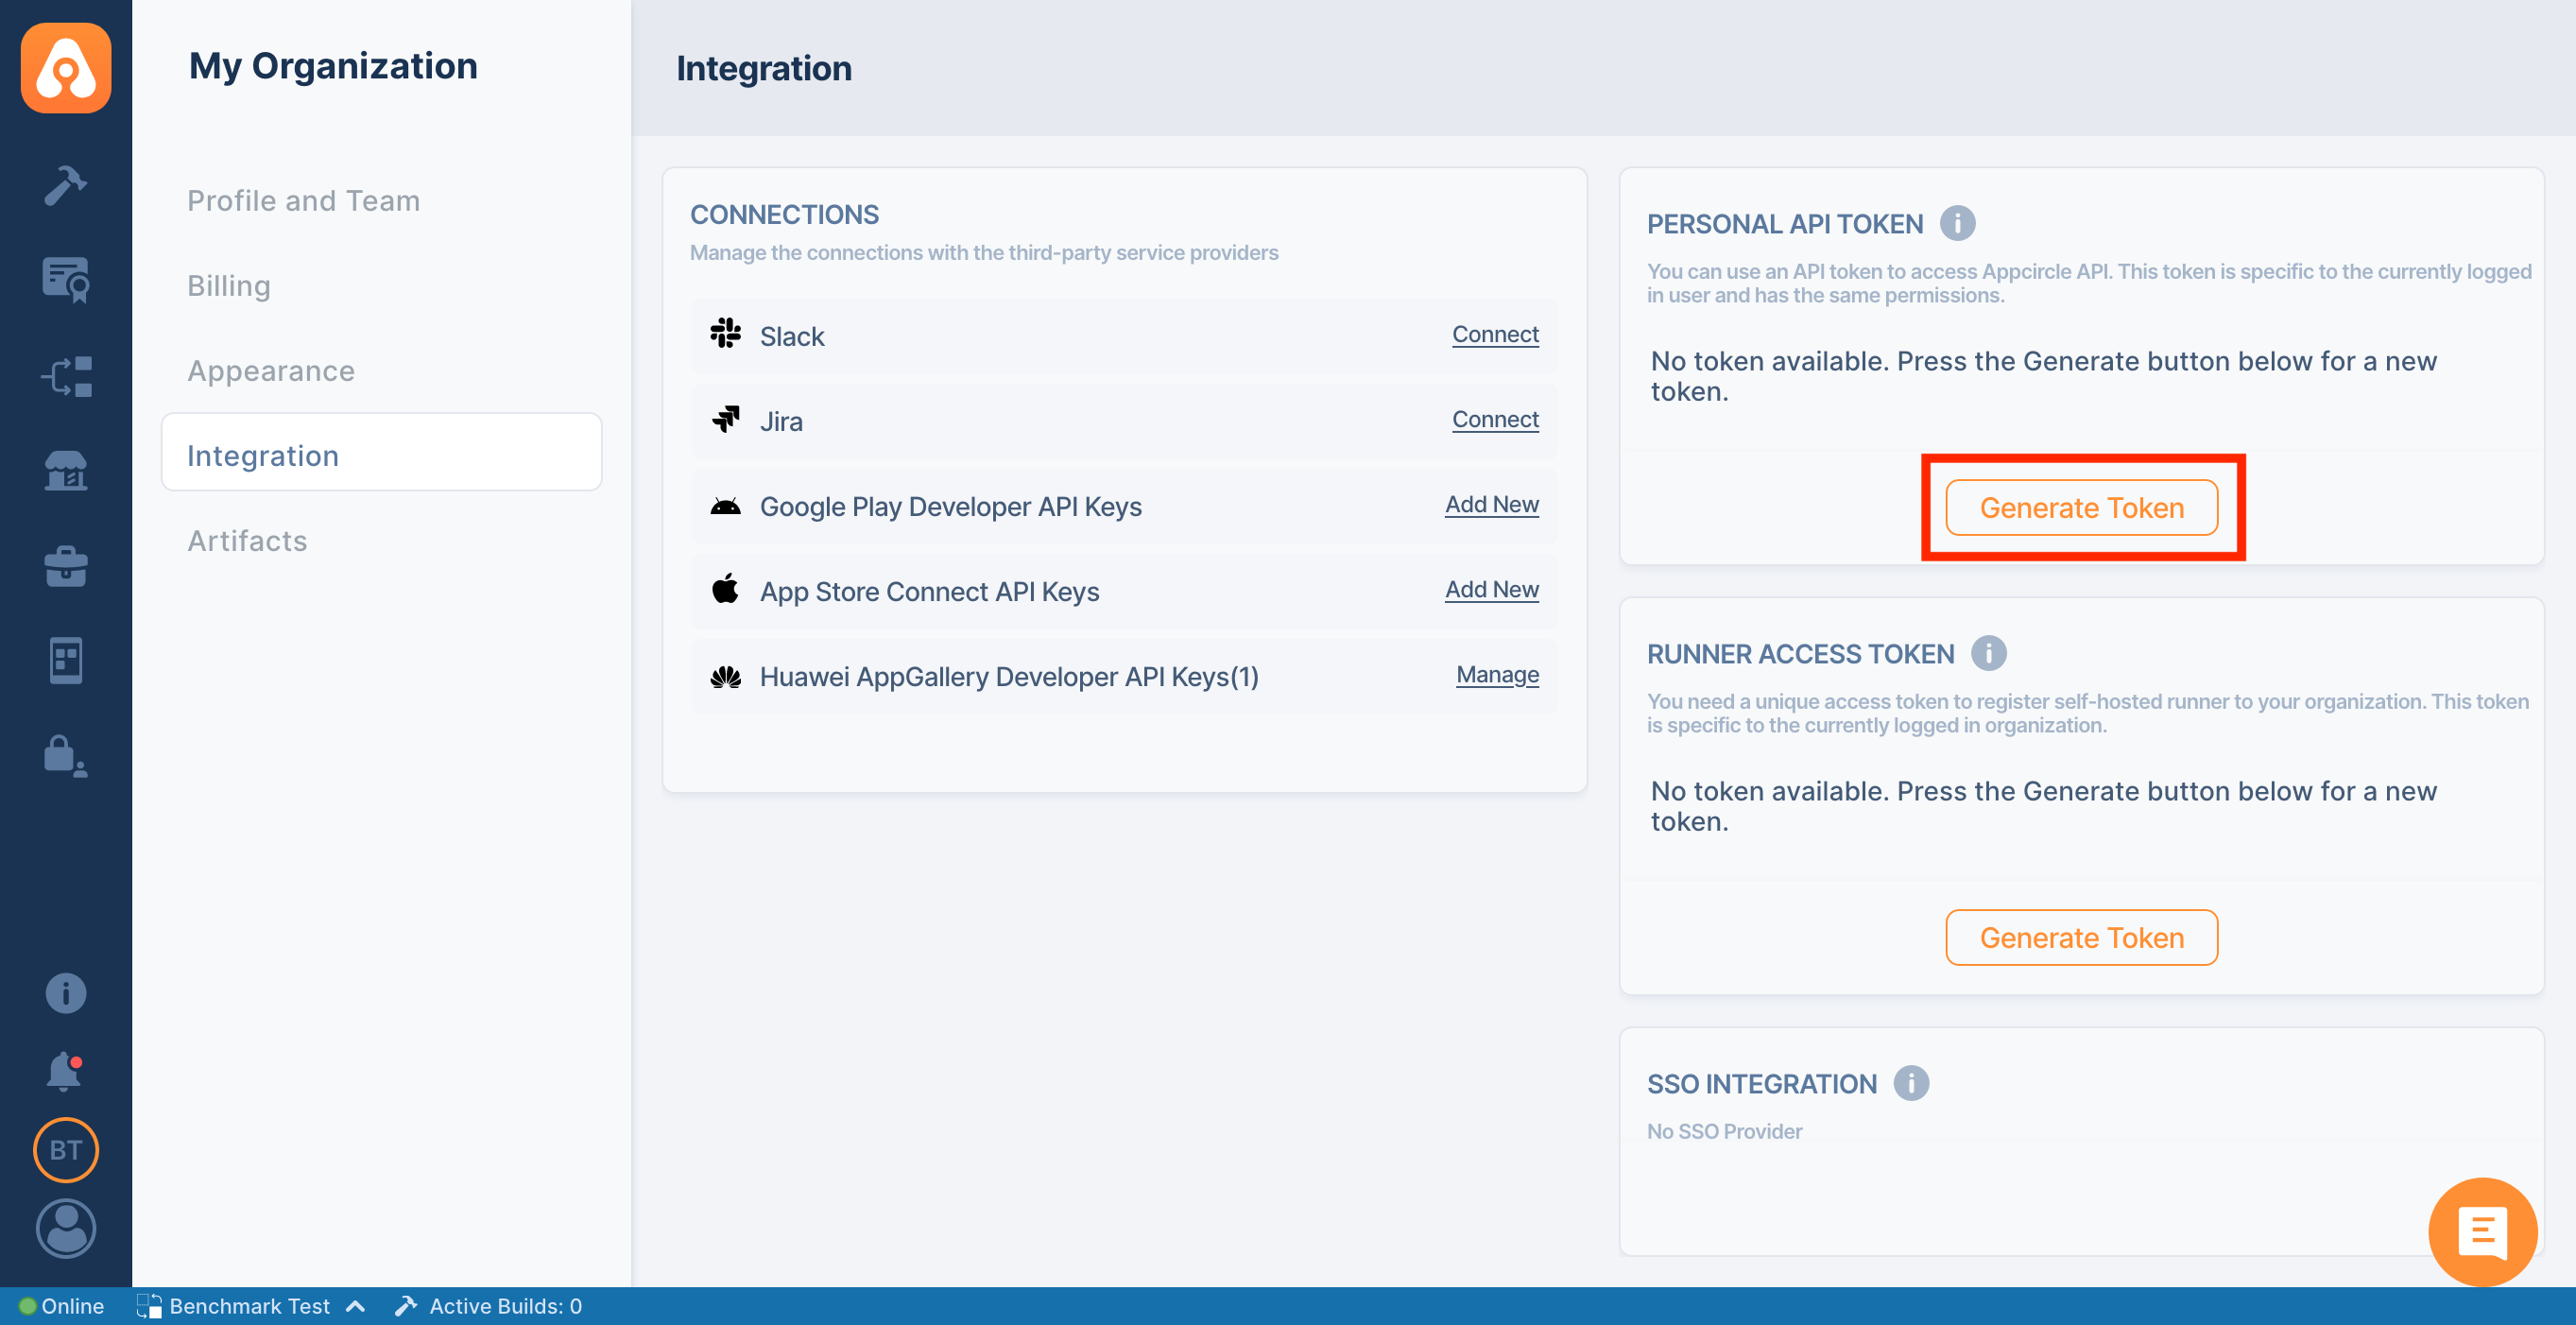 My Organization
Profile and Team
Billing
Appearance
Integration
Artifacts
Integration
CONNECTIONS
Manage the connections with the third-party service providers
Slack
Connect
Jira
Connect
Google Play Developer API Keys
Add New
App Store Connect API Keys
Add New
Huawei AppGallery Developer API Keys(1)
Manage
PERSONAL API TOKEN
You can use an API token to access Appcircle API. This token is specific to the currently logged
in user and has the same permissions.
No token available. Press the Generate button below for a new
token.
Generate Token
RUNNER ACCESS TOKEN
You need a unique access token to register self-hosted runner to your organization. This token
is specific to the currently logged in organization.
No token available. Press the Generate button below for a new
token.
Generate Token
SSO INTEGRATION
No SSO Provider
BT
Online
Benchmark Test
Active Builds: 0